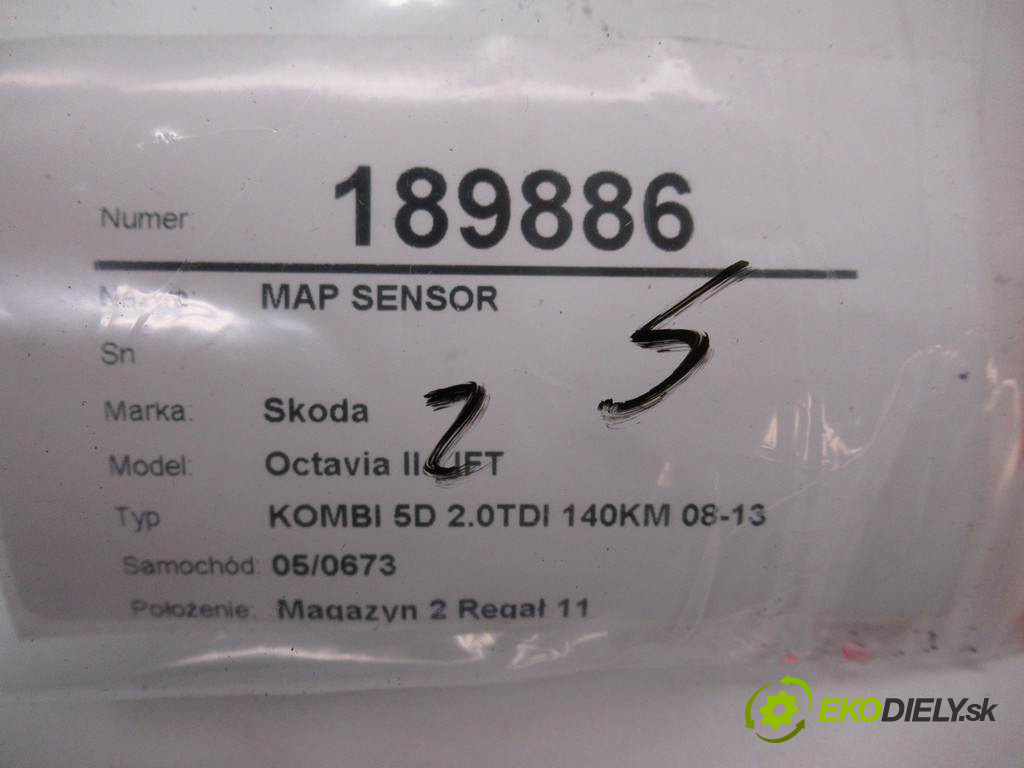 Numer: 189886
MAP SENSOR
Sn
5
Marka: Skoda
2
Model: Octavia II LIFT
Typ KOMBI 5D 2.0TDI 140KM 08-13
Samochód: 05/0673
Położenie: Magazyn 2 Regał 11
EKODIELY.sk